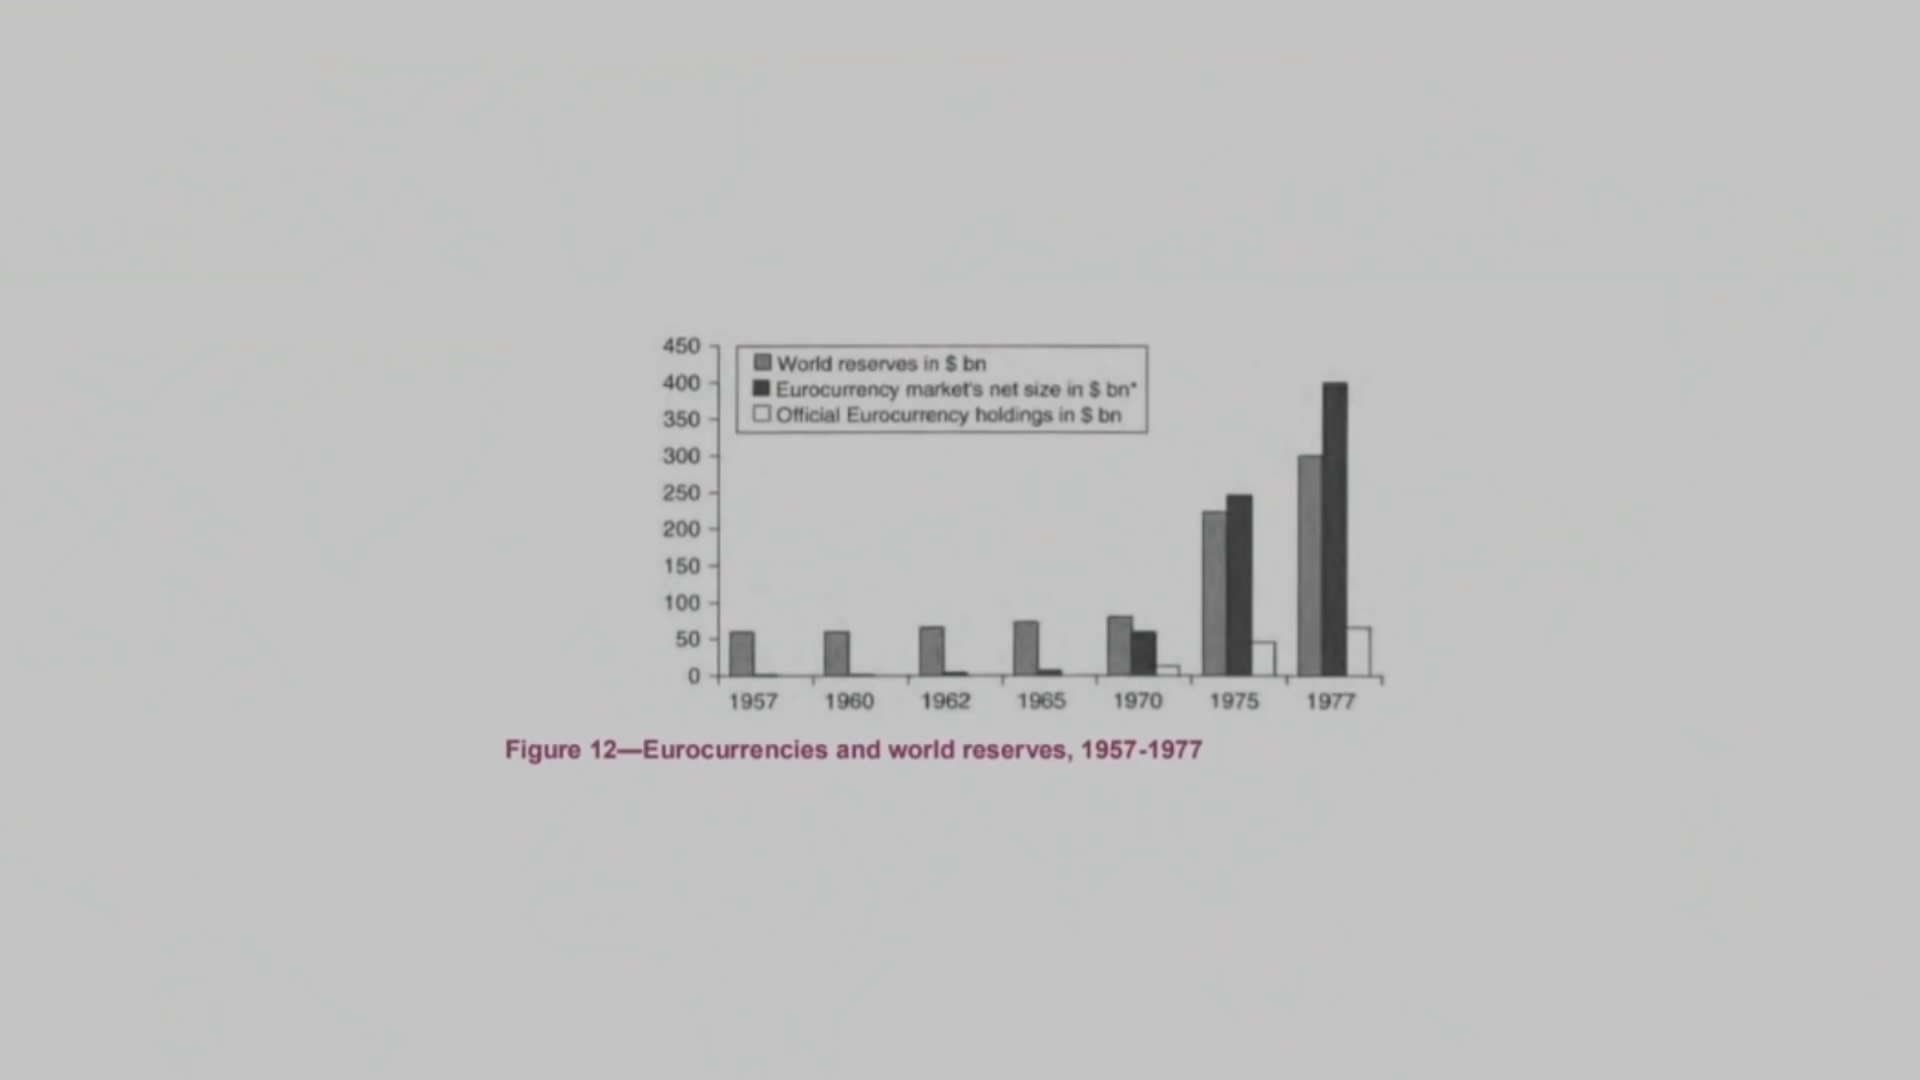 450
400
350
300
250
200
150
100
50
0
World reserves in $ bn
Eurocurrency market's net size in $ bn*
Official Eurocurrency holdings in $ bn
1957 1960 1962 1965 1970 1975 1977
Figure 12—Eurocurrencies and world reserves, 1957-1977